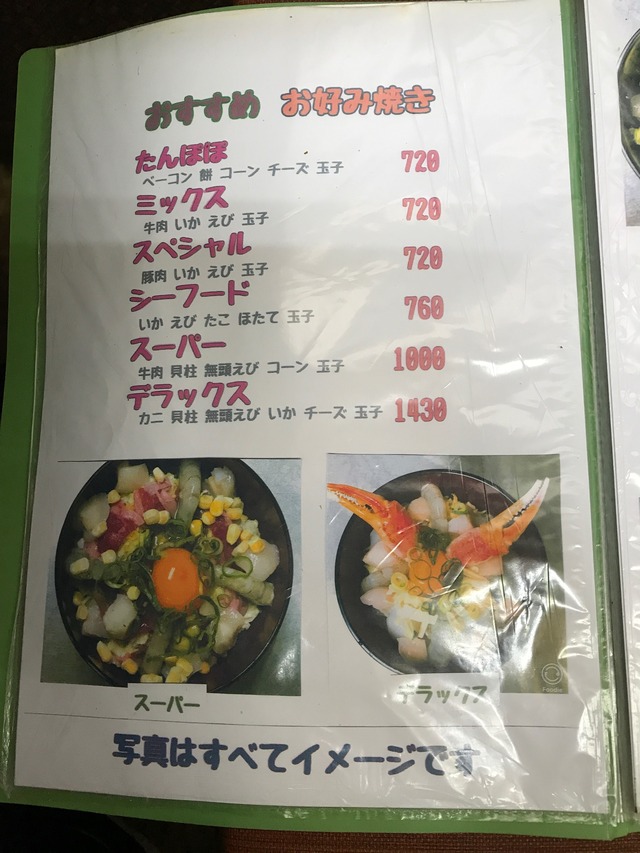 おすすめ お好み焼き
たんぽぽ 720
ベーコン 餅 コーン チーズ 玉子
ミックス 720
牛肉 いか えび 玉子
スペシャル 720
豚肉 いか えび 玉子
シーフード 760
いか えび たこ ほたて 玉子
スーパー 1000
牛肉 貝柱 無頭えび コーン 玉子
デラックス 1430
カニ 貝柱 無頭えび いか チーズ 玉子
Foodie
スーパー
デラックス
写真はすべてイメージです